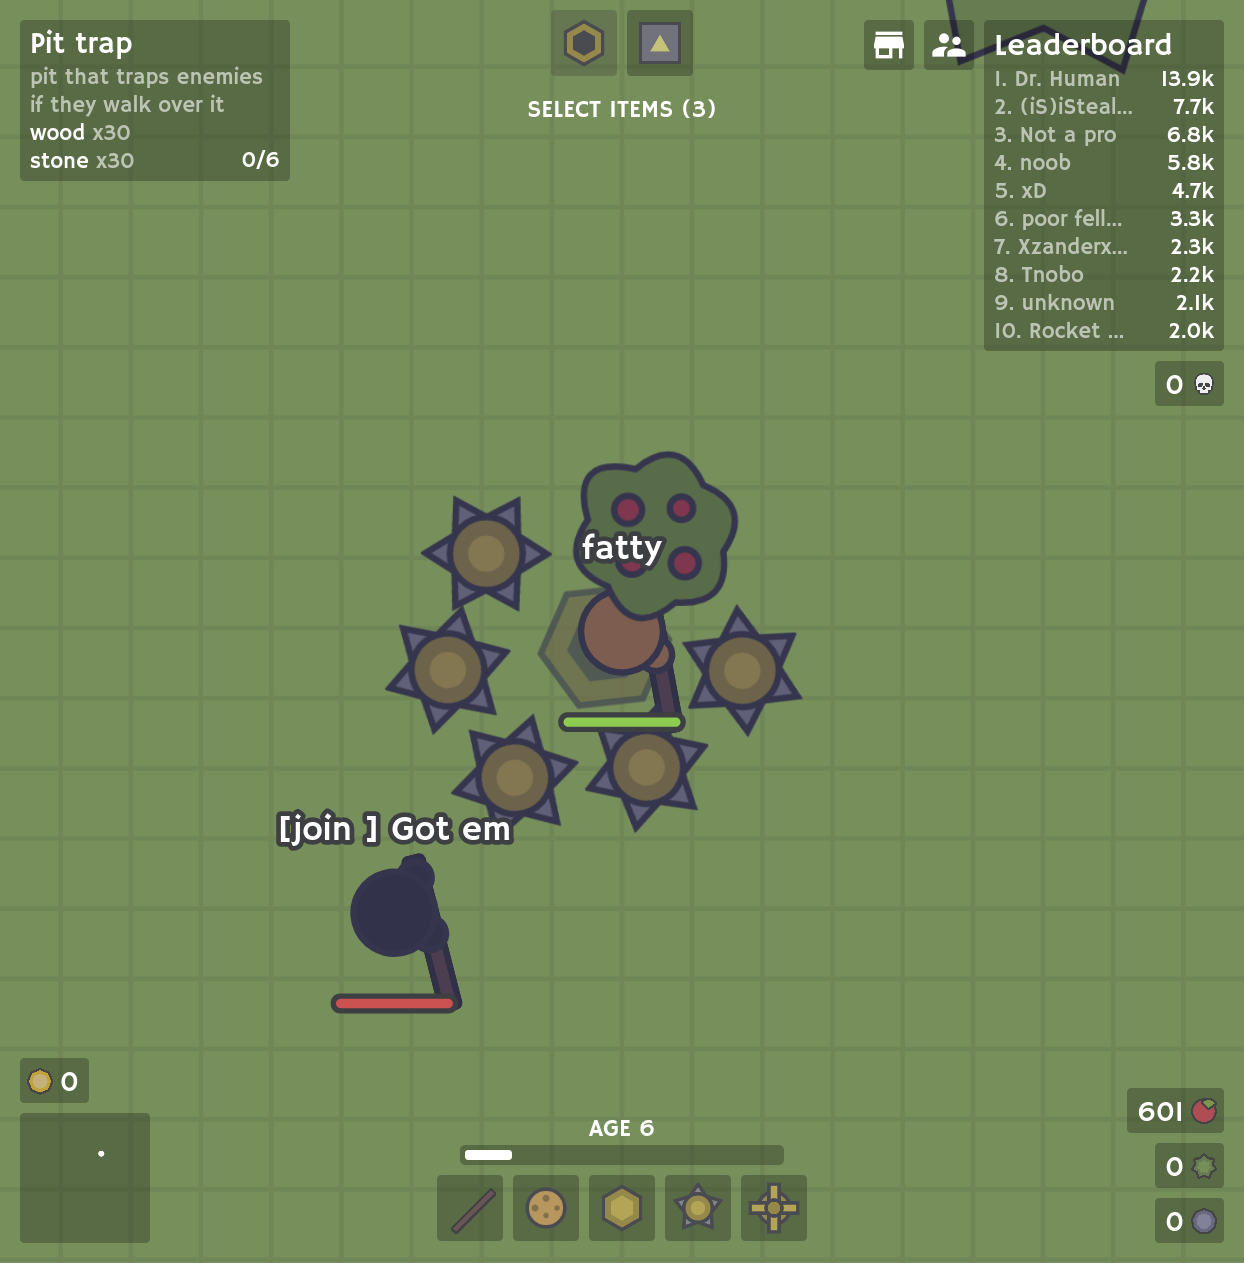 Pit trap
pit that traps enemies
if they walk over it
wood x30
stone x30 0/6
SELECT ITEMS (3)
Leaderboard
1. Dr. Human 13.9k
2. (iS)iSteal... 7.7k
3. Not a pro 6.8k
4. noob 5.8k
5. xD 4.7k
6. poor fell... 3.3k
7. Xzanderx... 2.3k
8. Tnobo 2.2k
9. unknown 2.1k
10. Rocket ... 2.0k
0
fatty
[join ] Got em
0
AGE 6
601
0
0